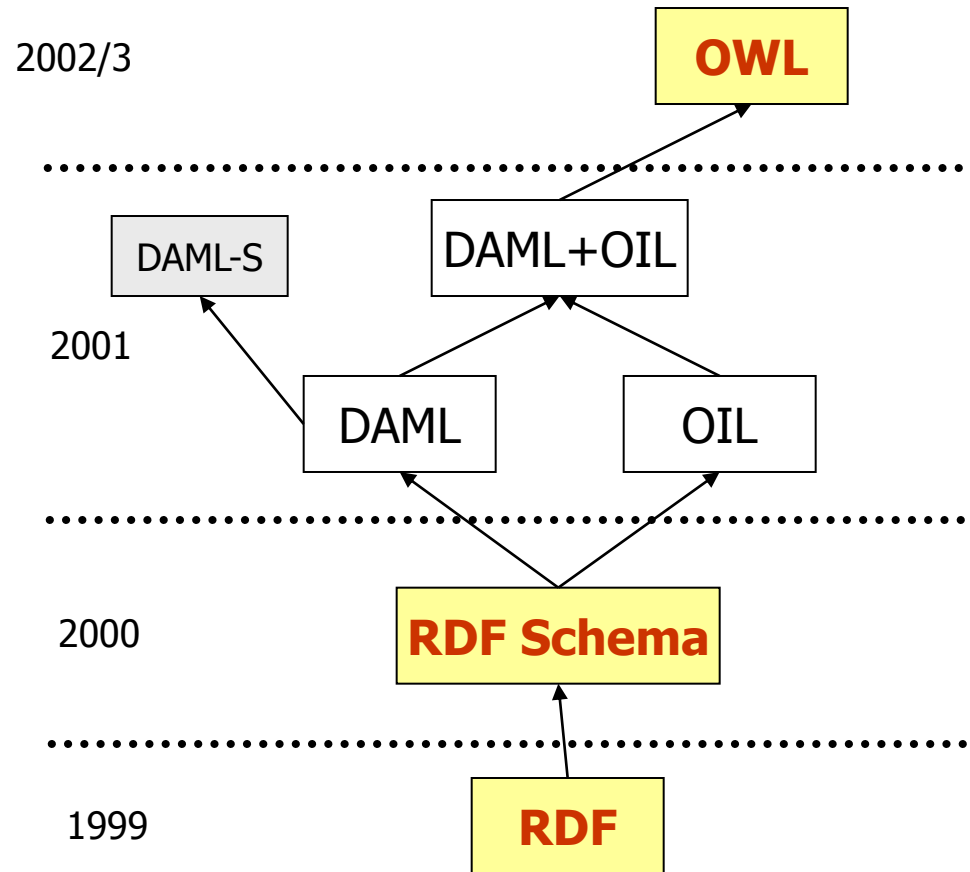 2002/3
OWL
DAML-S
DAML+OIL
2001
DAML
OIL
2000
RDF Schema
1999
RDF